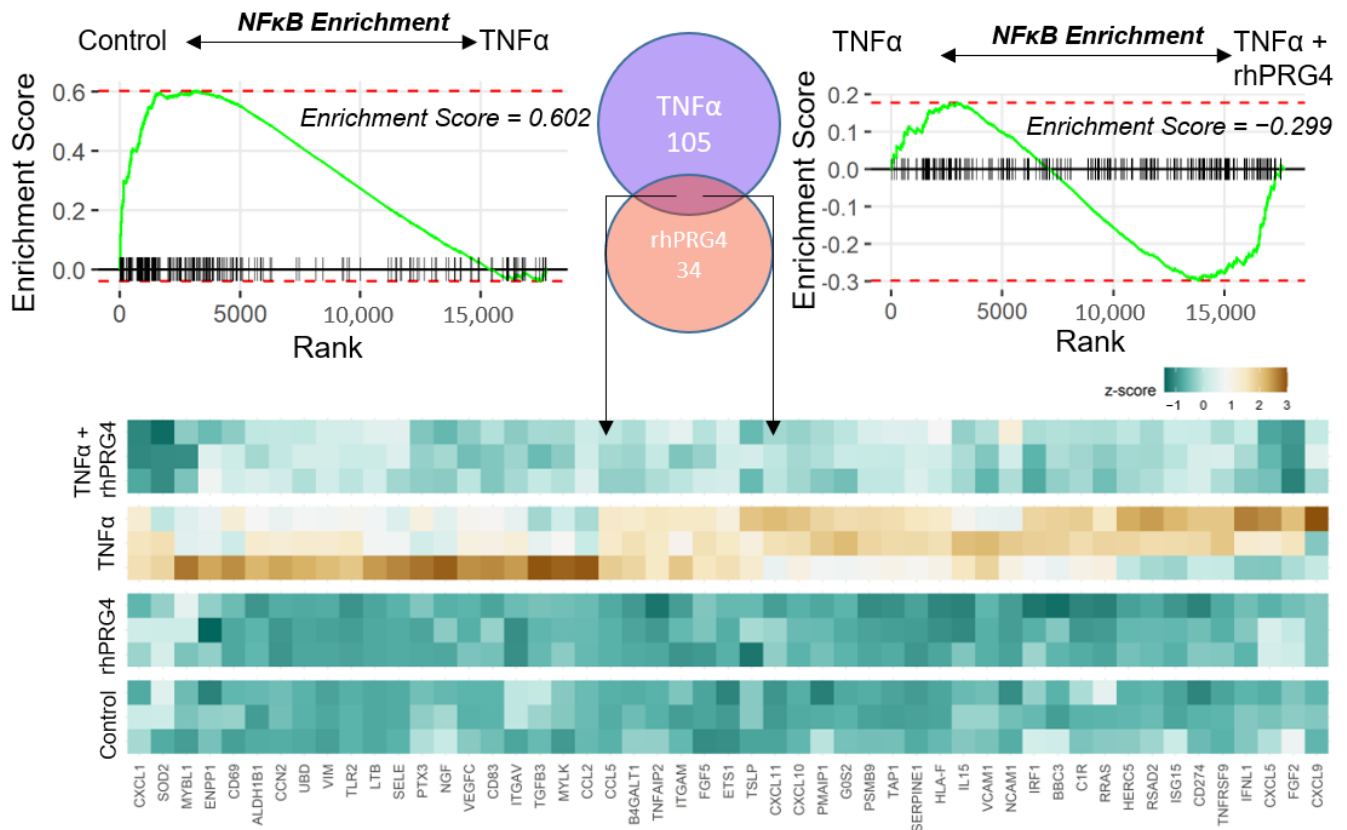 Control
NFκB Enrichment
TNFα
Enrichment Score
0.6
0.4
0.2
0.0
Enrichment Score = 0.602
0
5000
10,000
15,000
Rank
TNFα
105
rhPRG4
34
TNFα
NFκB Enrichment
TNFα +
rhPRG4
Enrichment Score
0.2
0.1
0.0
-0.1
-0.2
-0.3
Enrichment Score = −0.299
0
5000
10,000
15,000
Rank
z-score
−1
0
1
2
3
TNFα +
rhPRG4
TNFα
rhPRG4
Control
CXCL1
SOD2
MYBL1
ENPP1
CD69
ALDH1B1
CCN2
UBD
VIM
TLR2
LTB
SELE
PTX3
NGF
VEGFC
CD83
ITGAV
TGFB3
MYLK
CCL2
CCL5
B4GALT1
TNFAIP2
ITGAM
FGF5
ETS1
TSLP
CXCL11
CXCL10
PMAIP1
G0S2
PSMB9
TAP1
SERPINE1
HLA-F
IL15
VCAM1
NCAM1
IRF1
BBC3
C1R
RRAS
HERC5
RSAD2
ISG15
CD274
TNFRSF9
IFNL1
CXCL5
FGF2
CXCL9